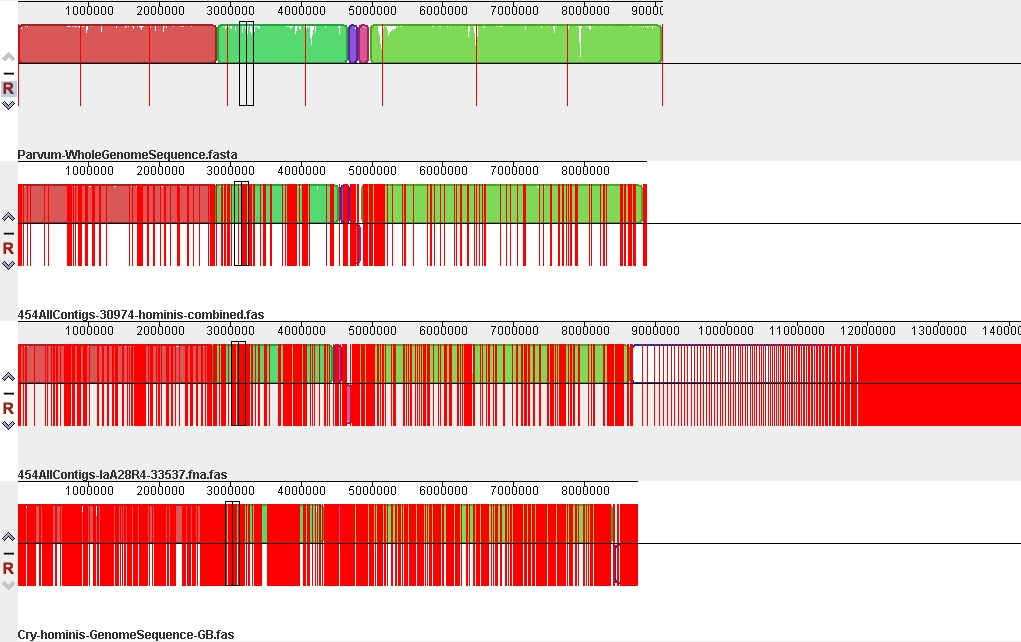 1000000 2000000 3000000 4000000 5000000 6000000 7000000 8000000 90000
R
Parvum-WholeGenomeSequence.fasta
1000000 2000000 3000000 4000000 5000000 6000000 7000000 8000000
R
454AllContigs-30974-hominis-combined.fas
1000000 2000000 3000000 4000000 5000000 6000000 7000000 8000000 9000000 10000000 11000000 12000000 13000000 140000
R
454AllContigs-IaA28R4-33537.fna.fas
1000000 2000000 3000000 4000000 5000000 6000000 7000000 8000000
R
Cry-hominis-GenomeSequence-GB.fas